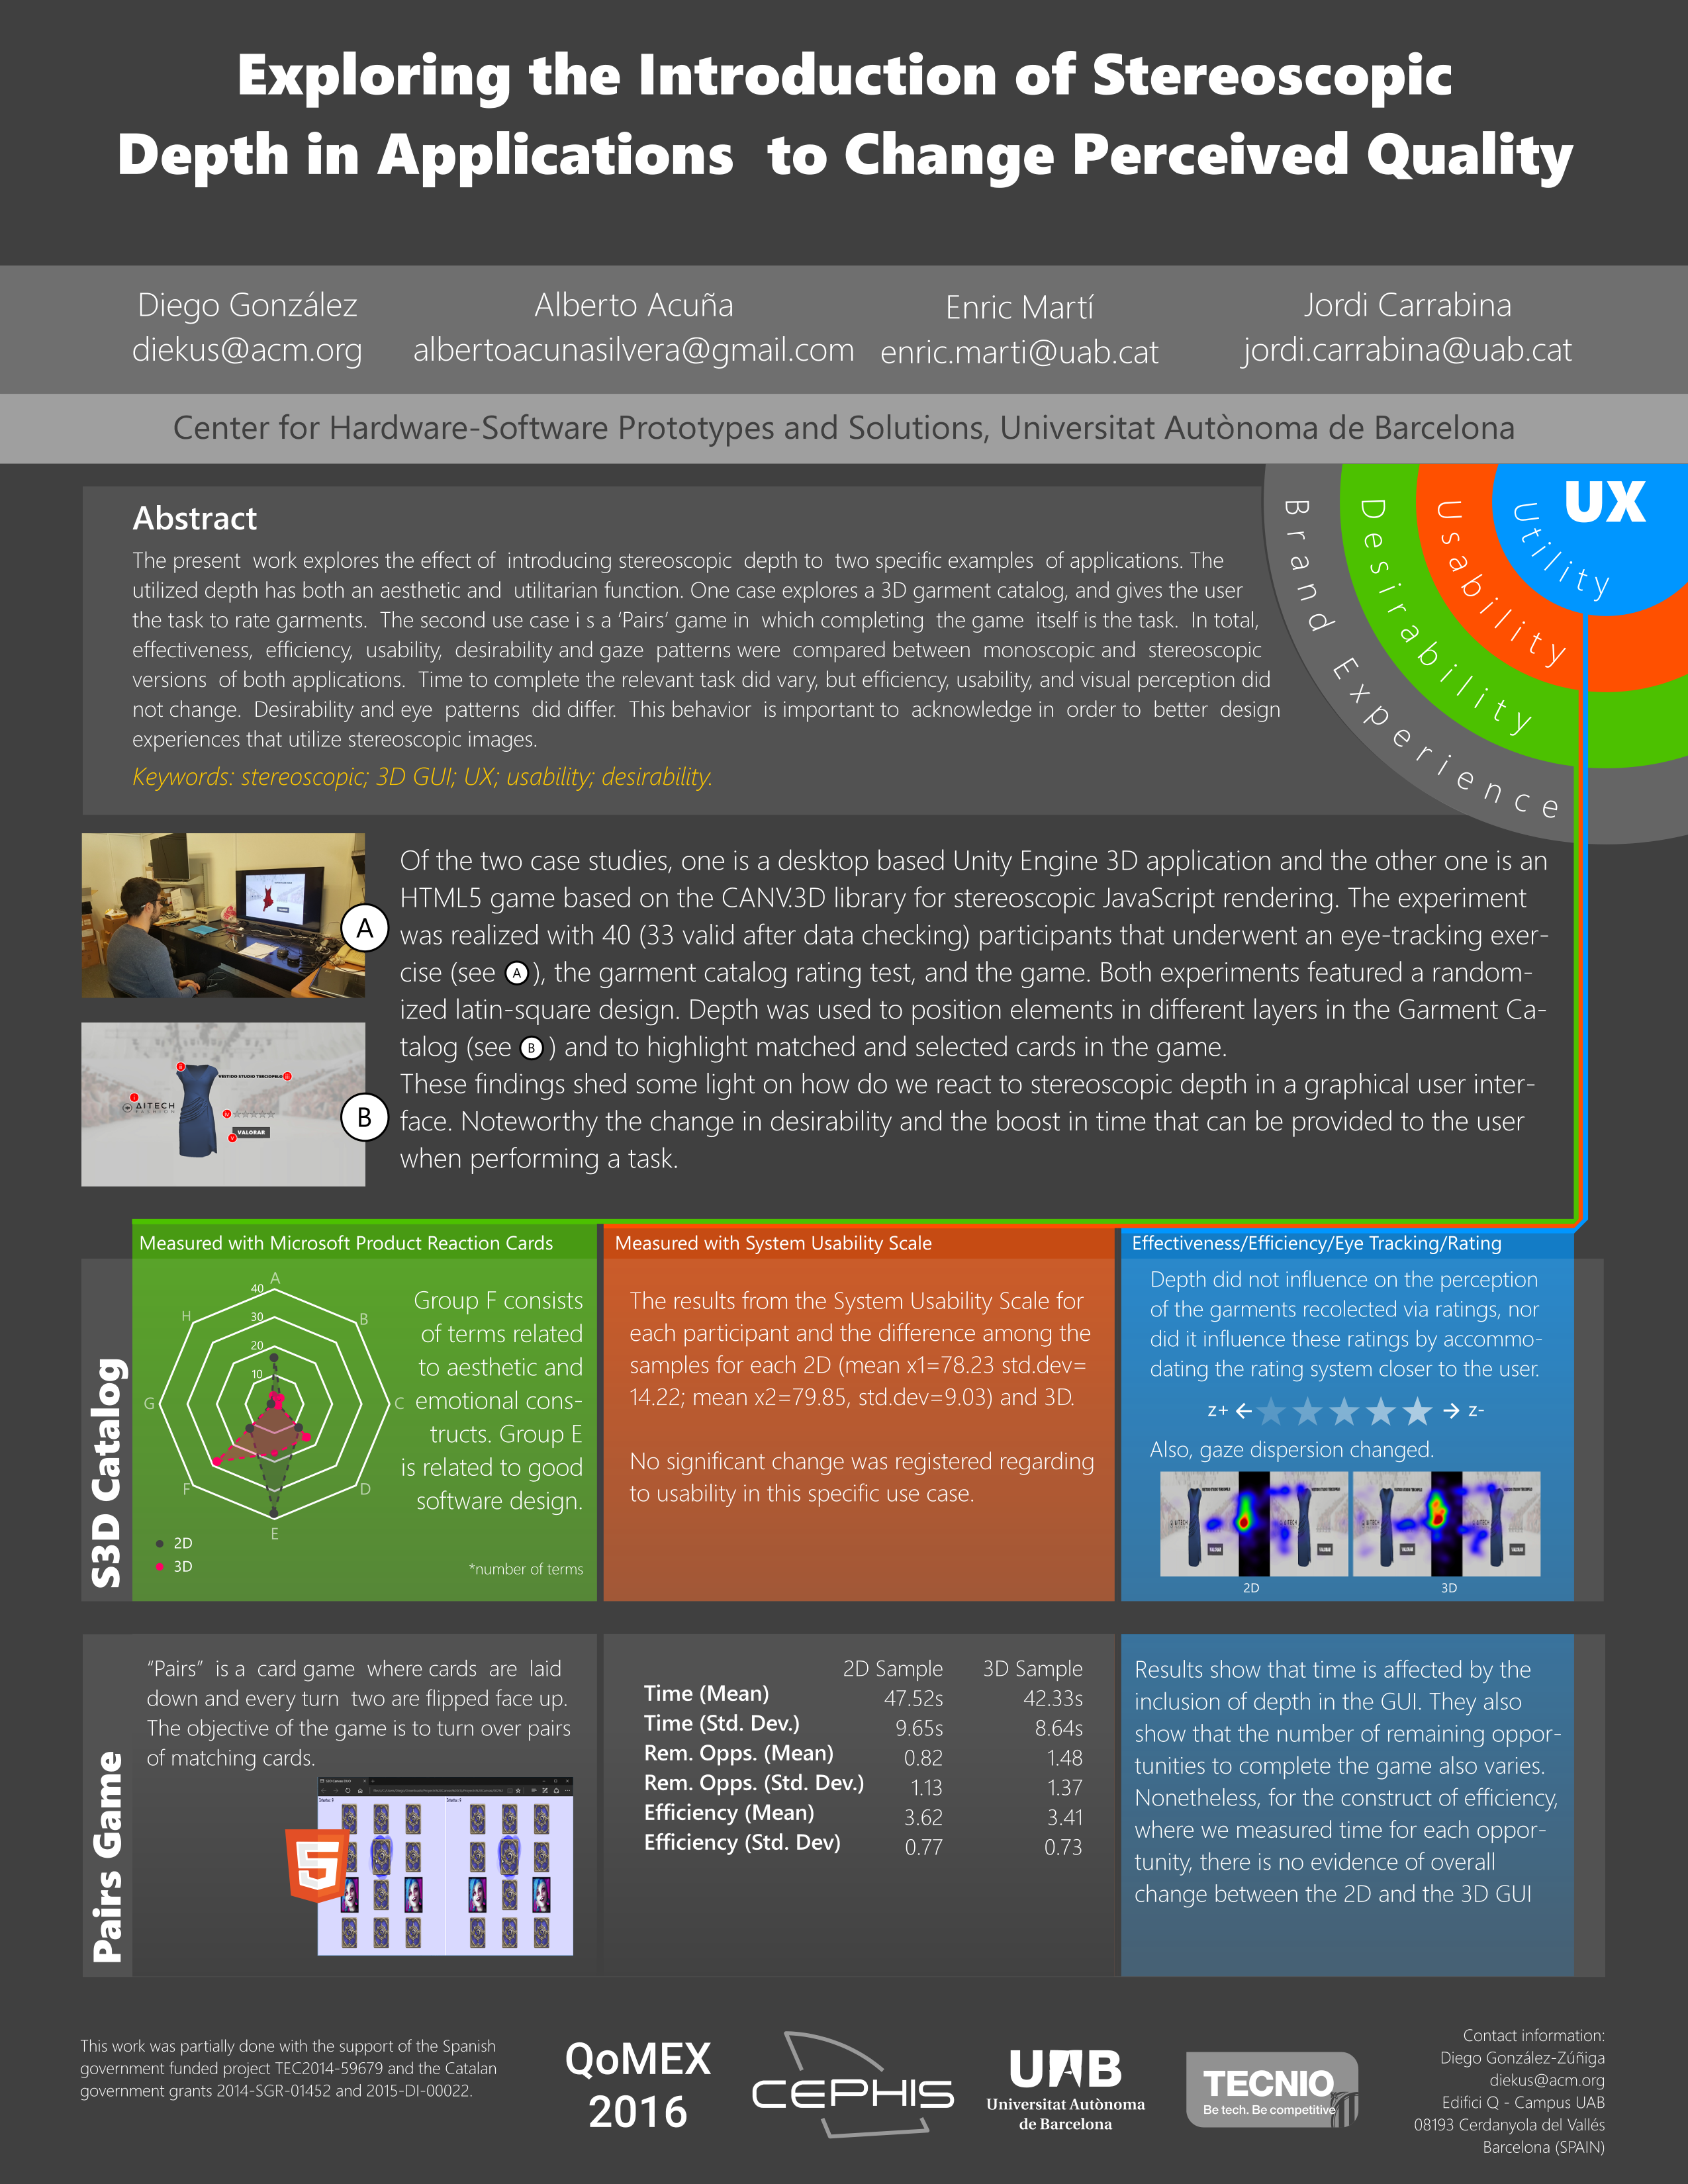 Exploring the Introduction of Stereoscopic
Depth in Applications to Change Perceived Quality
Diego González
diekus@acm.org
Alberto Acuña
albertoacunasilvera@gmail.com
Enric Martí
enric.marti@uab.cat
Jordi Carrabina
jordi.carrabina@uab.cat
Center for Hardware-Software Prototypes and Solutions, Universitat Autònoma de Barcelona
UX
Utility
Usability
Desirability
Brand Experience
Abstract
The present work explores the effect of introducing stereoscopic depth to two specific examples of applications. The
utilized depth has both an aesthetic and utilitarian function. One case explores a 3D garment catalog, and gives the user
the task to rate garments. The second use case i s a ‘Pairs’ game in which completing the game itself is the task. In total,
effectiveness, efficiency, usability, desirability and gaze patterns were compared between monoscopic and stereoscopic
versions of both applications. Time to complete the relevant task did vary, but efficiency, usability, and visual perception did
not change. Desirability and eye patterns did differ. This behavior is important to acknowledge in order to better design
experiences that utilize stereoscopic images.
Keywords: stereoscopic; 3D GUI; UX; usability; desirability.
A
VESTIDO STUDIO TERCIOPELO
AITECH
FASHION
VALORAR
B
Of the two case studies, one is a desktop based Unity Engine 3D application and the other one is an
HTML5 game based on the CANV.3D library for stereoscopic JavaScript rendering. The experiment
was realized with 40 (33 valid after data checking) participants that underwent an eye-tracking exer-
cise (see A ), the garment catalog rating test, and the game. Both experiments featured a random-
ized latin-square design. Depth was used to position elements in different layers in the Garment Ca-
talog (see B ) and to highlight matched and selected cards in the game.
These findings shed some light on how do we react to stereoscopic depth in a graphical user inter-
face. Noteworthy the change in desirability and the boost in time that can be provided to the user
when performing a task.
S3D Catalog
Measured with Microsoft Product Reaction Cards
A
B
C
D
E
F
G
H
40
30
20
10
2D
3D
Group F consists
of terms related
to aesthetic and
emotional cons-
tructs. Group E
is related to good
software design.
*number of terms
Measured with System Usability Scale
The results from the System Usability Scale for
each participant and the difference among the
samples for each 2D (mean x1=78.23 std.dev=
14.22; mean x2=79.85, std.dev=9.03) and 3D.
No significant change was registered regarding
to usability in this specific use case.
Effectiveness/Efficiency/Eye Tracking/Rating
Depth did not influence on the perception
of the garments recolected via ratings, nor
did it influence these ratings by accommo-
dating the rating system closer to the user.
z+ z-
Also, gaze dispersion changed.
2D 3D
Pairs Game
“Pairs” is a card game where cards are laid
down and every turn two are flipped face up.
The objective of the game is to turn over pairs
of matching cards.
2D Sample 3D Sample
Time (Mean) 47.52s 42.33s
Time (Std. Dev.) 9.65s 8.64s
Rem. Opps. (Mean) 0.82 1.48
Rem. Opps. (Std. Dev.) 1.13 1.37
Efficiency (Mean) 3.62 3.41
Efficiency (Std. Dev) 0.77 0.73
Results show that time is affected by the
inclusion of depth in the GUI. They also
show that the number of remaining oppor-
tunities to complete the game also varies.
Nonetheless, for the construct of efficiency,
where we measured time for each oppor-
tunity, there is no evidence of overall
change between the 2D and the 3D GUI
This work was partially done with the support of the Spanish
government funded project TEC2014-59679 and the Catalan
government grants 2014-SGR-01452 and 2015-DI-00022.
QoMEX
2016
CEPHIS
UAB
Universitat Autònoma
de Barcelona
TECNIO
Be tech. Be competitive
Contact information:
Diego González-Zúñiga
diekus@acm.org
Edifici Q - Campus UAB
08193 Cerdanyola del Vallés
Barcelona (SPAIN)